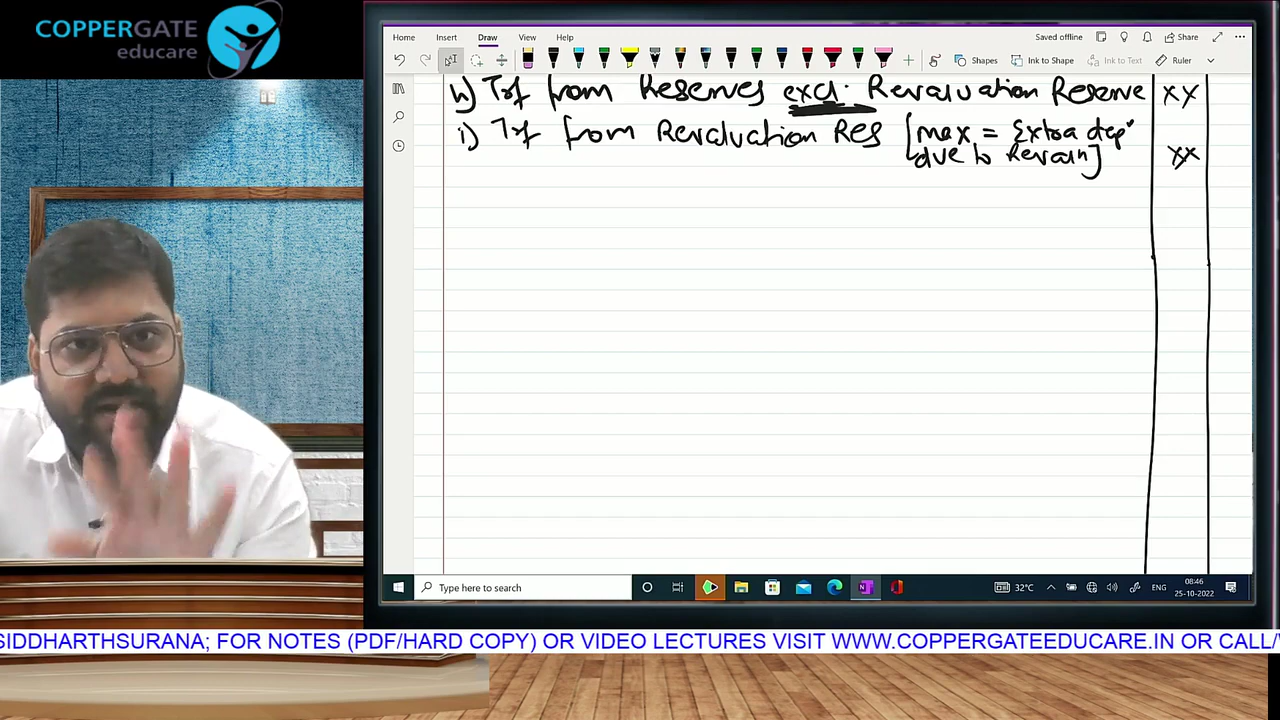 COPPERGATE
educare
Home Insert Draw View Help
Saved offline
Share
Shapes
Ink to Shape
Ink to Text
Ruler
h) Trf from Reserves excl. Revaluation Reserve XX
i) Trf from Revaluation Res [max = Extra dep
due to Revaln] XX
Type here to search
32°C
ENG
08:46
25-10-2022
SIDDHARTHSURANA; FOR NOTES (PDF/HARD COPY) OR VIDEO LECTURES VISIT WWW.COPPERGATEEDUCARE.IN OR CALL/